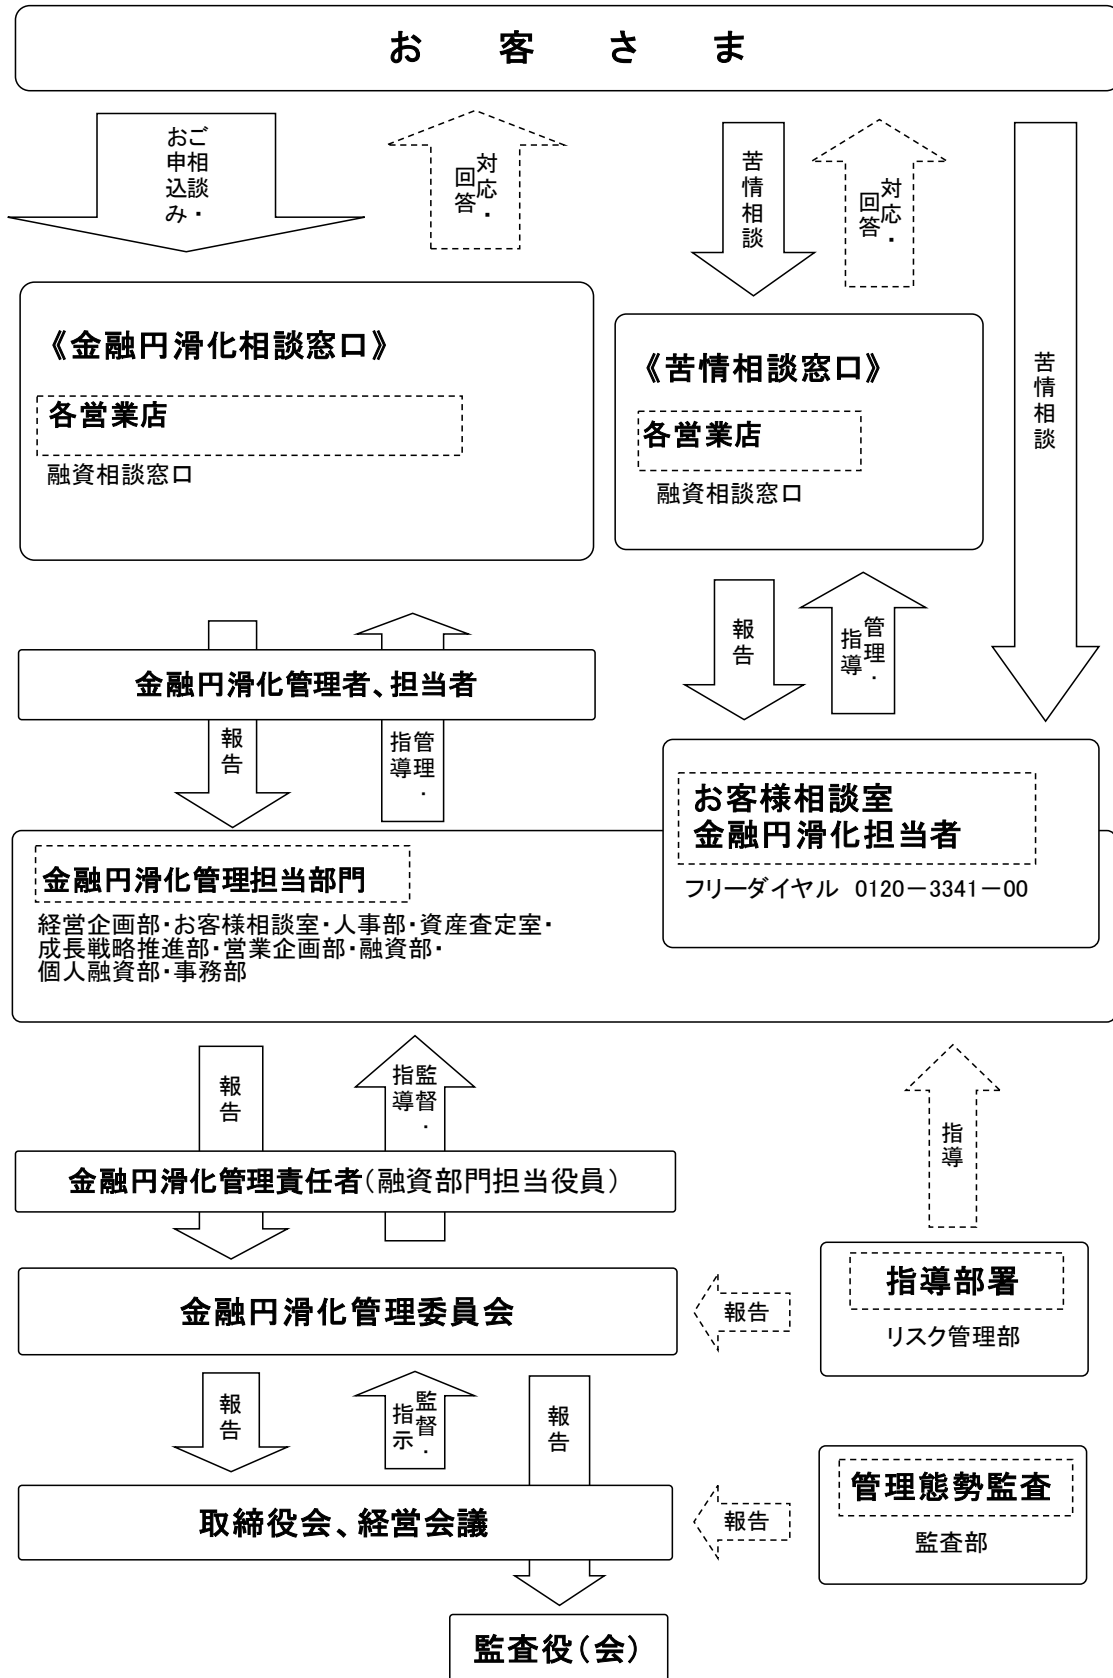 お客さま
ご相談・
お申込み
対応・
回答
苦情相談
対応・
回答
苦情相談
《金融円滑化相談窓口》
各営業店
融資相談窓口
《苦情相談窓口》
各営業店
融資相談窓口
報告
管理・
指導
金融円滑化管理者、担当者
報告
管理・
指導
お客様相談室
金融円滑化担当者
フリーダイヤル 0120－3341－00
金融円滑化管理担当部門
経営企画部・お客様相談室・人事部・資産査定室・
成長戦略推進部・営業企画部・融資部・
個人融資部・事務部
報告
監督・
指導
指導
金融円滑化管理責任者（融資部門担当役員）
金融円滑化管理委員会
報告
指導部署
リスク管理部
報告
監督・
指示
報告
取締役会、経営会議
報告
管理態勢監査
監査部
監査役（会）